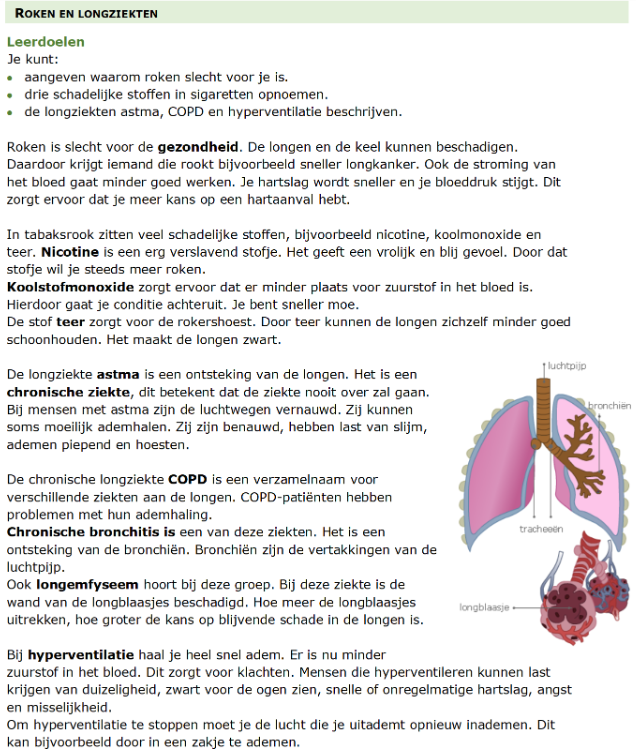 ROKEN EN LONGZIEKTEN
Leerdoelen
Je kunt:
• aangeven waarom roken slecht voor je is.
• drie schadelijke stoffen in sigaretten opnoemen.
• de longziekten astma, COPD en hyperventilatie beschrijven.
Roken is slecht voor de gezondheid. De longen en de keel kunnen beschadigen.
Daardoor krijgt iemand die rookt bijvoorbeeld sneller longkanker. Ook de stroming van
het bloed gaat minder goed werken. Je hartslag wordt sneller en je bloeddruk stijgt. Dit
zorgt ervoor dat je meer kans op een hartaanval hebt.
In tabaksrook zitten veel schadelijke stoffen, bijvoorbeeld nicotine, koolmonoxide en
teer. Nicotine is een erg verslavend stofje. Het geeft een vrolijk en blij gevoel. Door dat
stofje wil je steeds meer roken.
Koolstofmonoxide zorgt ervoor dat er minder plaats voor zuurstof in het bloed is.
Hierdoor gaat je conditie achteruit. Je bent sneller moe.
De stof teer zorgt voor de rokershoest. Door teer kunnen de longen zichzelf minder goed
schoonhouden. Het maakt de longen zwart.
De longziekte astma is een ontsteking van de longen. Het is een
chronische ziekte, dit betekent dat de ziekte nooit over zal gaan.
Bij mensen met astma zijn de luchtwegen vernauwd. Zij kunnen
soms moeilijk ademhalen. Zij zijn benauwd, hebben last van slijm,
ademen piepend en hoesten.
De chronische longziekte COPD is een verzamelnaam voor
verschillende ziekten aan de longen. COPD-patiënten hebben
problemen met hun ademhaling.
Chronische bronchitis is een van deze ziekten. Het is een
ontsteking van de bronchiën. Bronchiën zijn de vertakkingen van de
luchtpijp.
Ook longemfyseem hoort bij deze groep. Bij deze ziekte is de
wand van de longblaasjes beschadigd. Hoe meer de longblaasjes
uitrekken, hoe groter de kans op blijvende schade in de longen is.
luchtpijp
bronchiën
tracheeën
longblaasje
Bij hyperventilatie haal je heel snel adem. Er is nu minder
zuurstof in het bloed. Dit zorgt voor klachten. Mensen die hyperventileren kunnen last
krijgen van duizeligheid, zwart voor de ogen zien, snelle of onregelmatige hartslag, angst
en misselijkheid.
Om hyperventilatie te stoppen moet je de lucht die je uitademt opnieuw inademen. Dit
kan bijvoorbeeld door in een zakje te ademen.